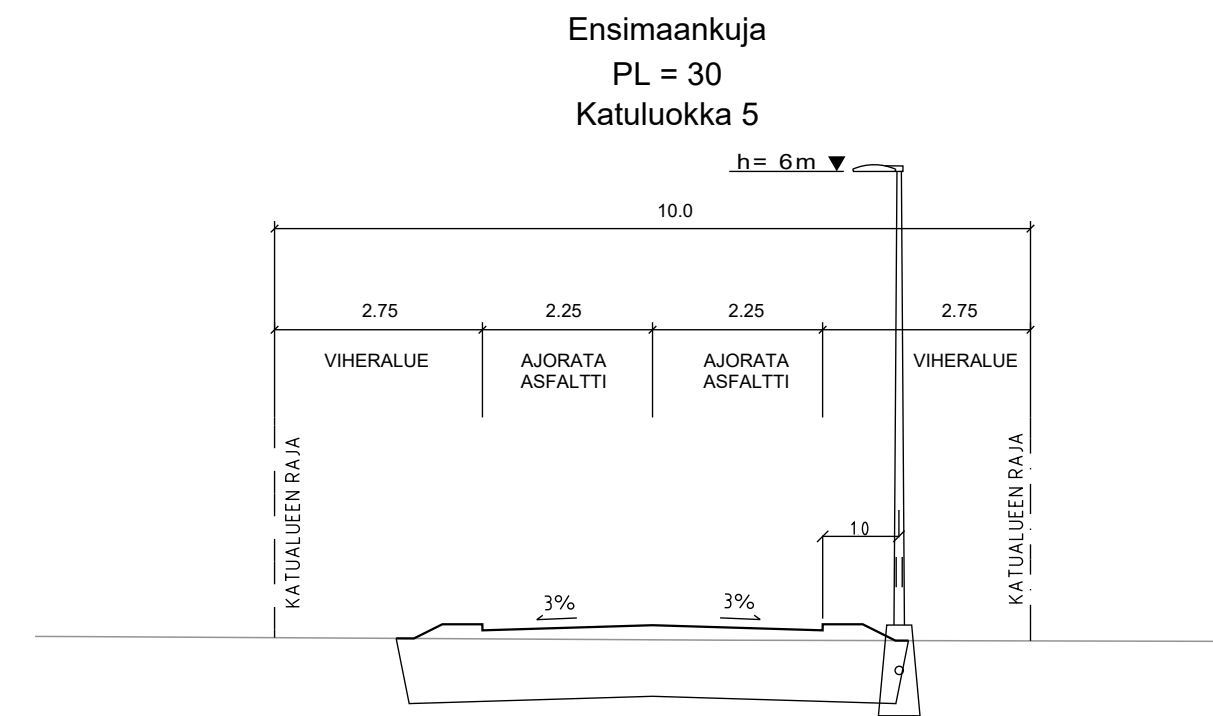 Ensimaankuja
PL = 30
Katuluokka 5
h= 6m
10.0
2.75 2.25 2.25 2.75
VIHERALUE AJORATA AJORATA VIHERALUE
ASFALTTI ASFALTTI
KATUALUEEN RAJA
KATUALUEEN RAJA
10
3% 3%